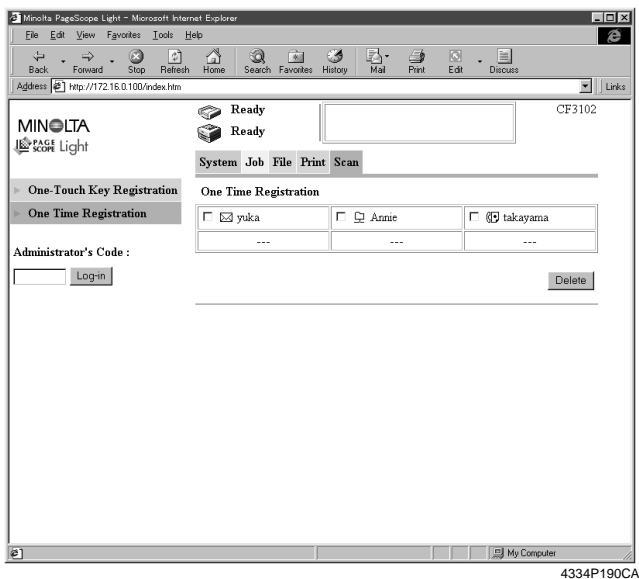 Minolta PageScope Light - Microsoft Internet Explorer
File Edit View Favorites Tools Help
Back Forward Stop Refresh Home Search Favorites History Mail Print Edit Discuss
Address http://172.16.0.100/index.htm Links
MINOLTA
PAGE SCOPE Light
Ready
Ready
CF3102
System Job File Print Scan
One-Touch Key Registration
One Time Registration
Administrator's Code :
Log-in
One Time Registration
yuka Annie takayama
--- --- ---
Delete
My Computer
4334P190CA